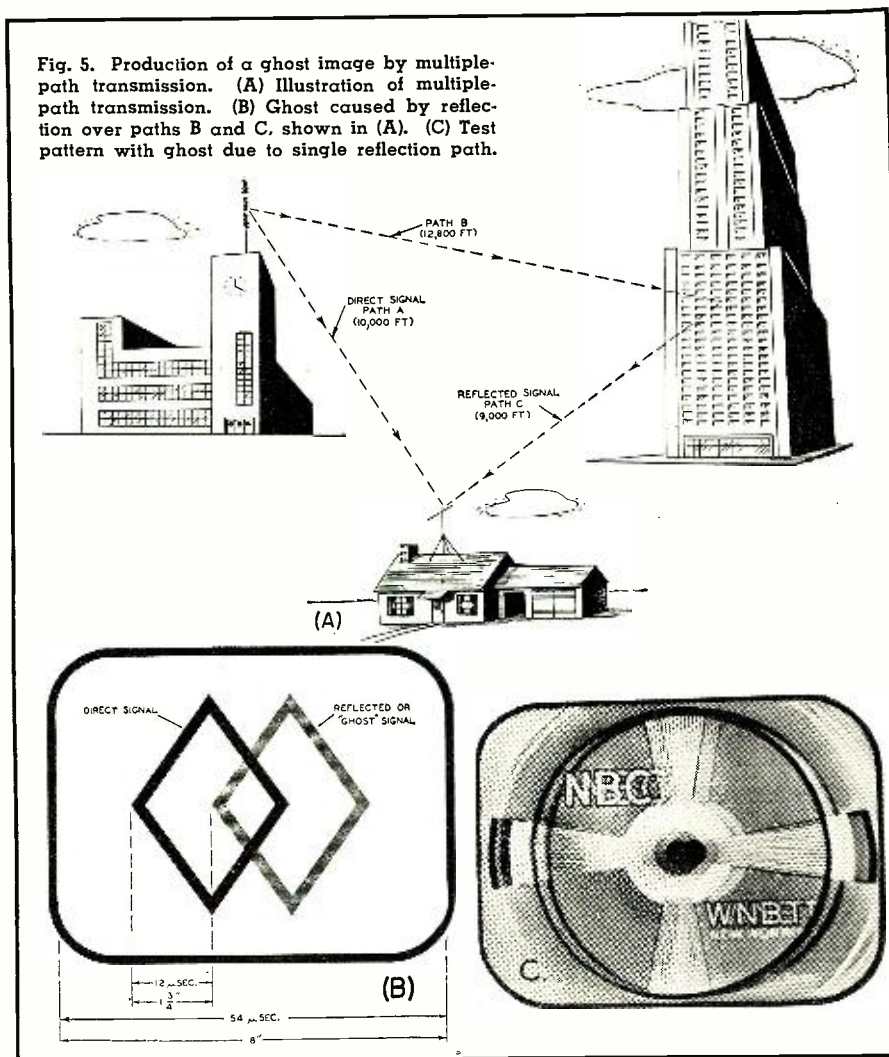 Fig. 5. Production of a ghost image by multiple-
path transmission. (A) Illustration of multiple-
path transmission. (B) Ghost caused by reflec-
tion over paths B and C, shown in (A). (C) Test
pattern with ghost due to single reflection path.
PATH B
(12,800 FT)
DIRECT SIGNAL
PATH A
(10,000 FT)
REFLECTED SIGNAL
PATH C
(9,000 FT)
(A)
DIRECT SIGNAL
REFLECTED OR
"GHOST" SIGNAL
12 μ SEC.
1 3/4"
54 μ SEC.
8"
(B)
NBC
WNBT
C.